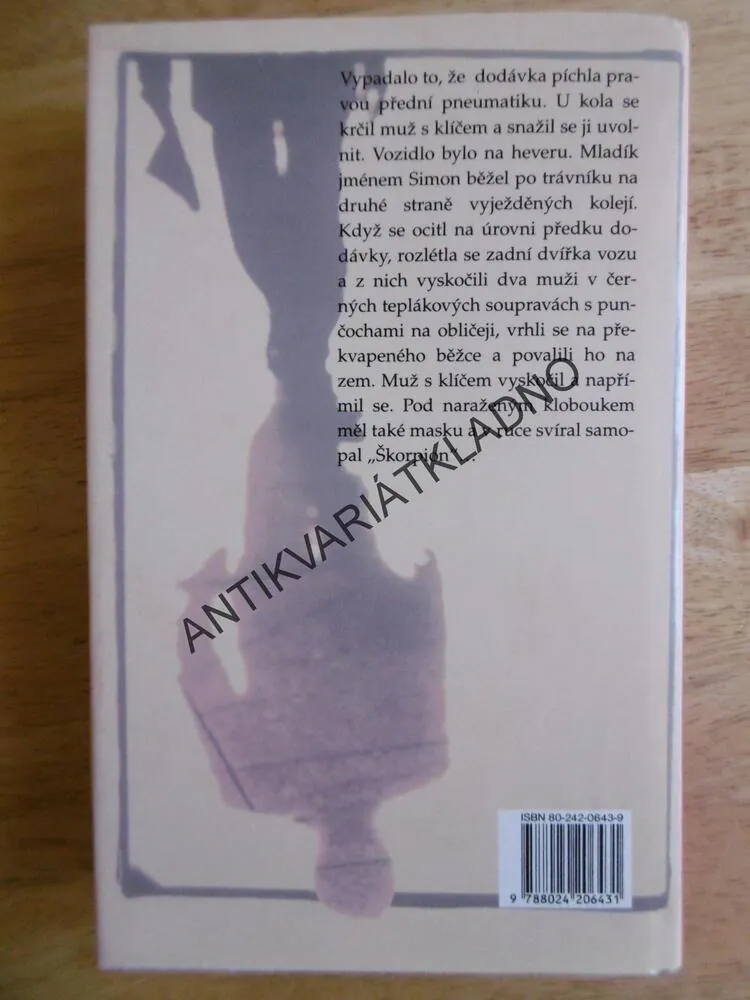 Vypadalo to, že dodávka píchla pra-
vou přední pneumatiku. U kola se
krčil muž s klíčem a snažil se ji uvol-
nit. Vozidlo bylo na heveru. Mladík
jménem Simon běžel po trávníku na
druhé straně vyježděných kolejí.
Když se ocitl na úrovni předku do-
dávky, rozlétla se zadní dvířka vozu
a z nich vyskočili dva muži v čer-
ných teplákových soupravách s pun-
čochami na obličeji, vrhli se na pře-
kvapeného běžce a povalili ho na
zem. Muž s klíčem vyskočil a napří-
mil se. Pod naraženým kloboukem
měl také masku a v ruce svíral samo-
pal „Škorpión“.
ANTIKVARIÁTKLADNO
ISBN 80-242-0643-9
9 788024 206431